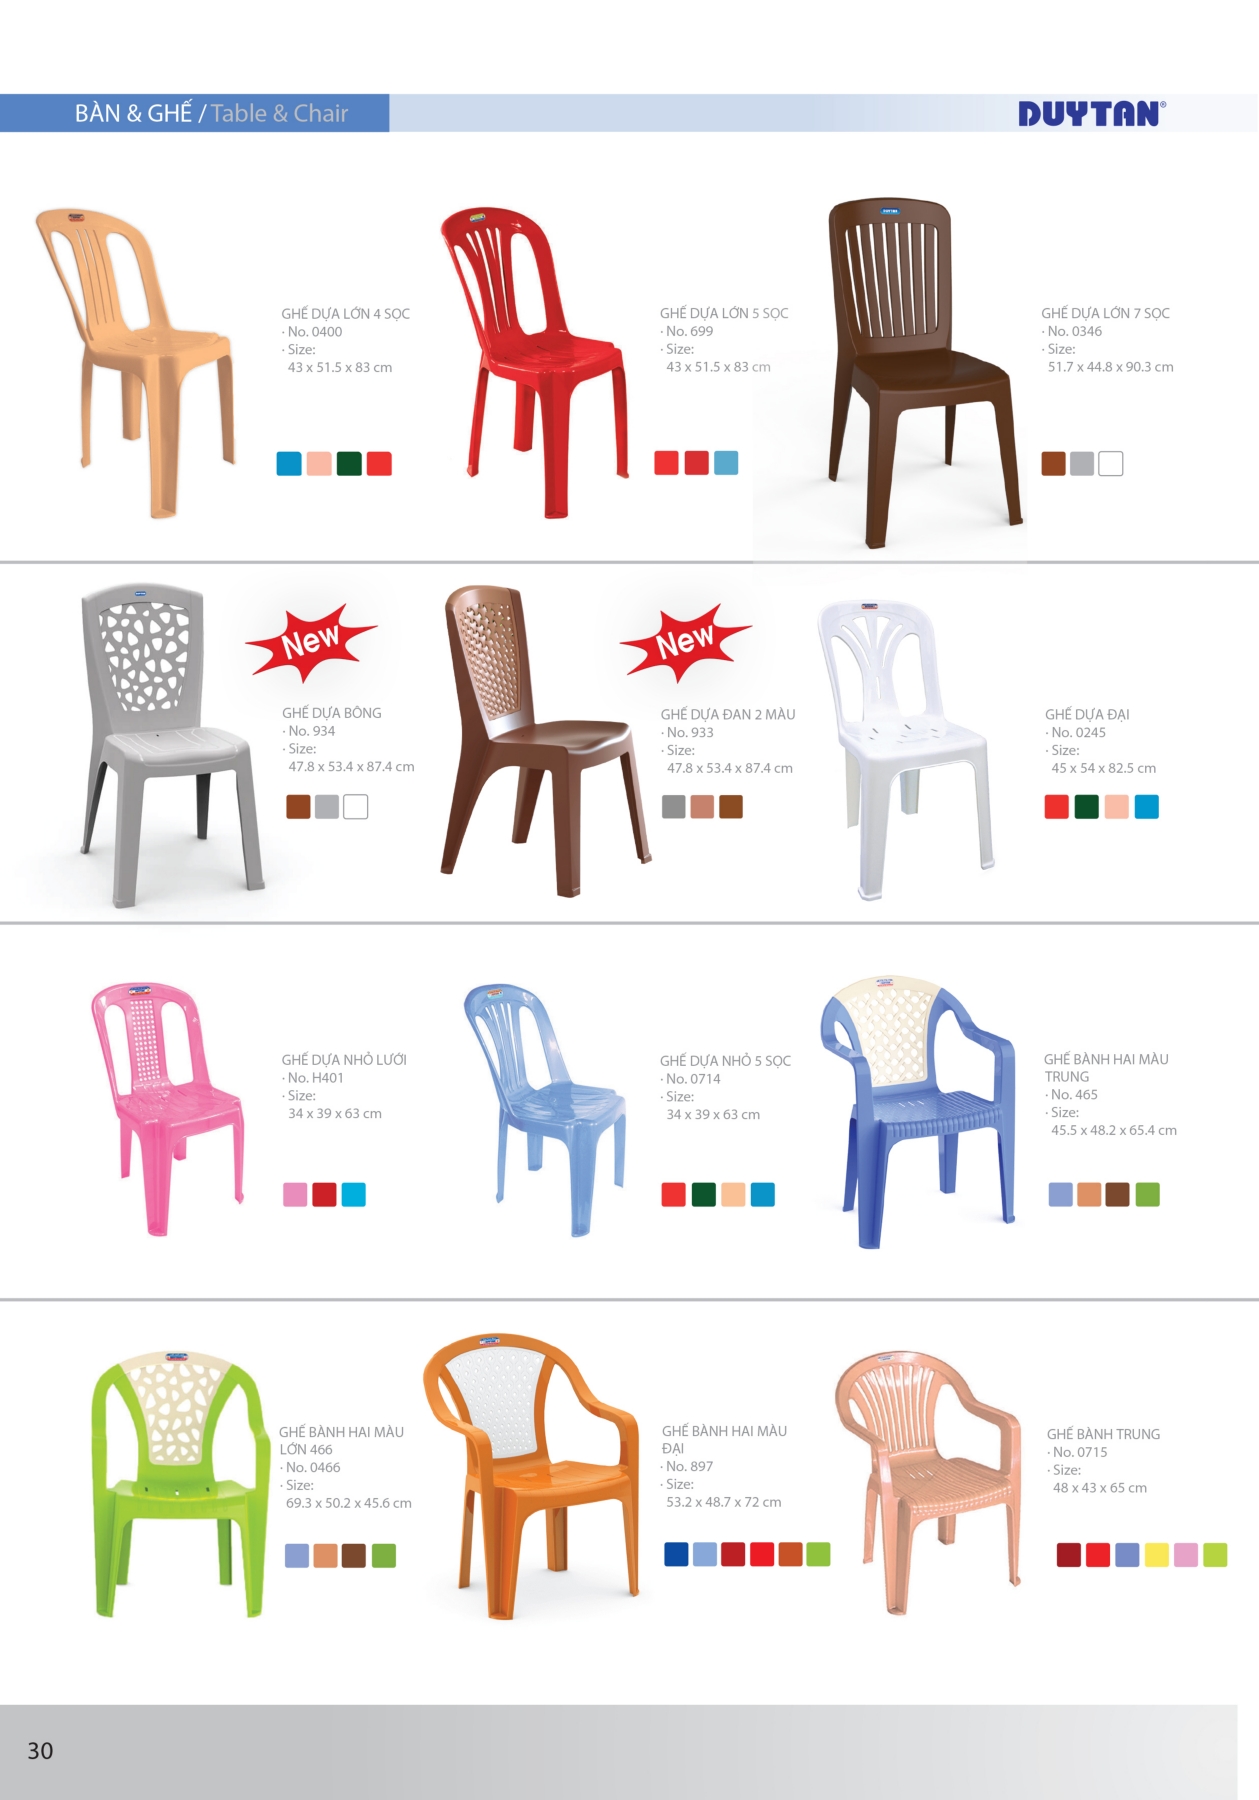 BÀN & GHẾ / Table & Chair
DUYTAN®
GHẾ DỰA LỚN 4 SỌC
· No. 0400
· Size:
43 x 51.5 x 83 cm
GHẾ DỰA LỚN 5 SỌC
· No. 699
· Size:
43 x 51.5 x 83 cm
DUYTAN
GHẾ DỰA LỚN 7 SỌC
· No. 0346
· Size:
51.7 x 44.8 x 90.3 cm
New
GHẾ DỰA BÔNG
· No. 934
· Size:
47.8 x 53.4 x 87.4 cm
New
GHẾ DỰA ĐAN 2 MÀU
· No. 933
· Size:
47.8 x 53.4 x 87.4 cm
GHẾ DỰA ĐẠI
· No. 0245
· Size:
45 x 54 x 82.5 cm
GHẾ DỰA NHỎ LƯỚI
· No. H401
· Size:
34 x 39 x 63 cm
GHẾ DỰA NHỎ 5 SỌC
· No. 0714
· Size:
34 x 39 x 63 cm
GHẾ BÀNH HAI MÀU
TRUNG
· No. 465
· Size:
45.5 x 48.2 x 65.4 cm
GHẾ BÀNH HAI MÀU
LỚN 466
· No. 0466
· Size:
69.3 x 50.2 x 45.6 cm
GHẾ BÀNH HAI MÀU
ĐẠI
· No. 897
· Size:
53.2 x 48.7 x 72 cm
GHẾ BÀNH TRUNG
· No. 0715
· Size:
48 x 43 x 65 cm
30